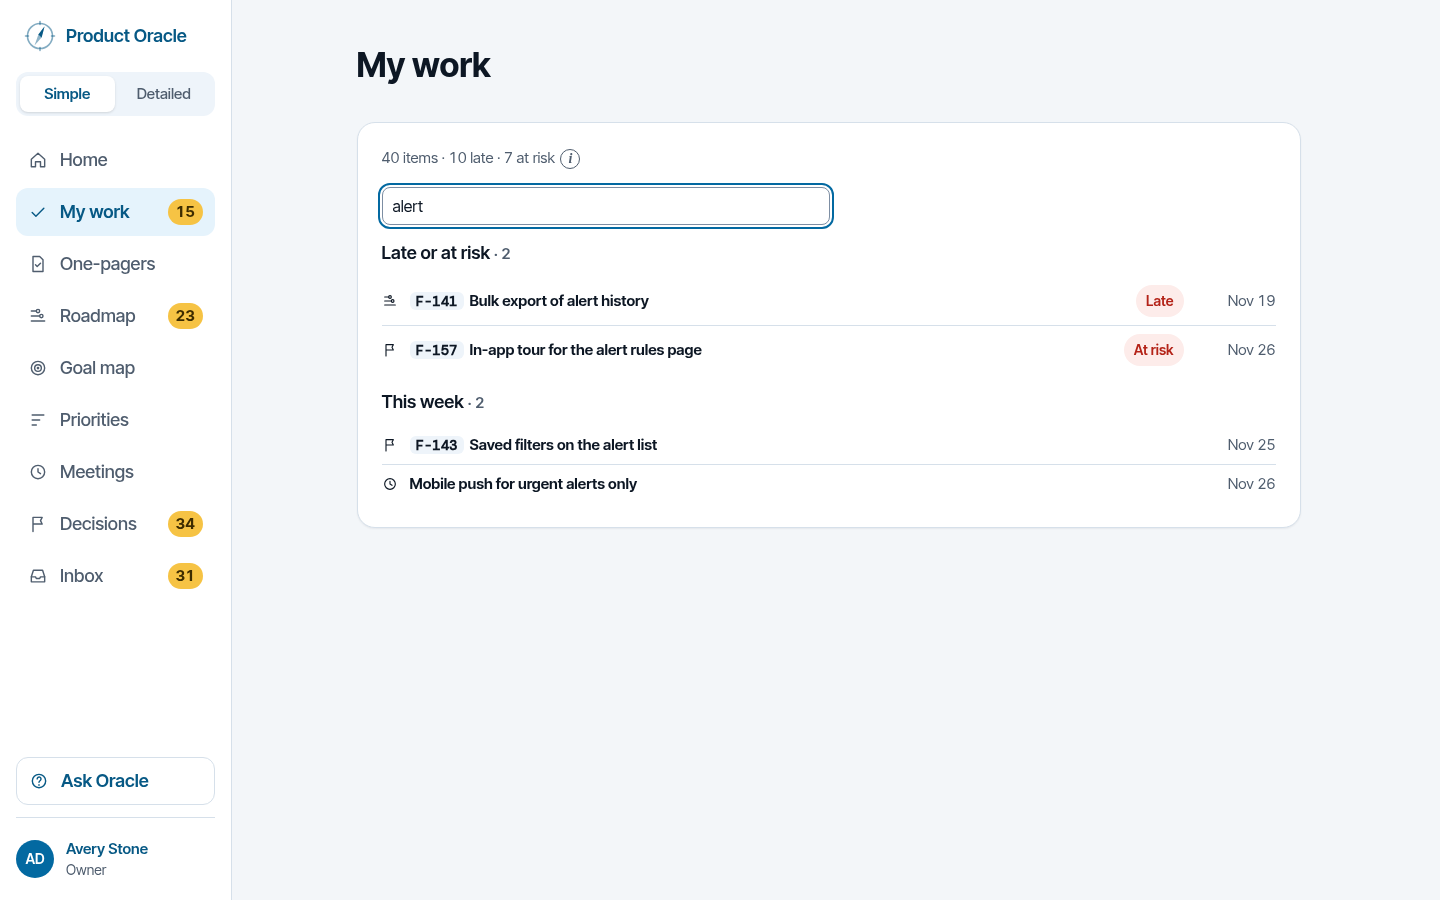 Product Oracle
Simple Detailed
Home
My work 15
One-pagers
Roadmap 23
Goal map
Priorities
Meetings
Decisions 34
Inbox 31
Ask Oracle
AD Avery Stone
Owner
My work
40 items · 10 late · 7 at risk i
alert
Late or at risk · 2
F-141 Bulk export of alert history Late Nov 19
F-157 In-app tour for the alert rules page At risk Nov 26
This week · 2
F-143 Saved filters on the alert list Nov 25
Mobile push for urgent alerts only Nov 26